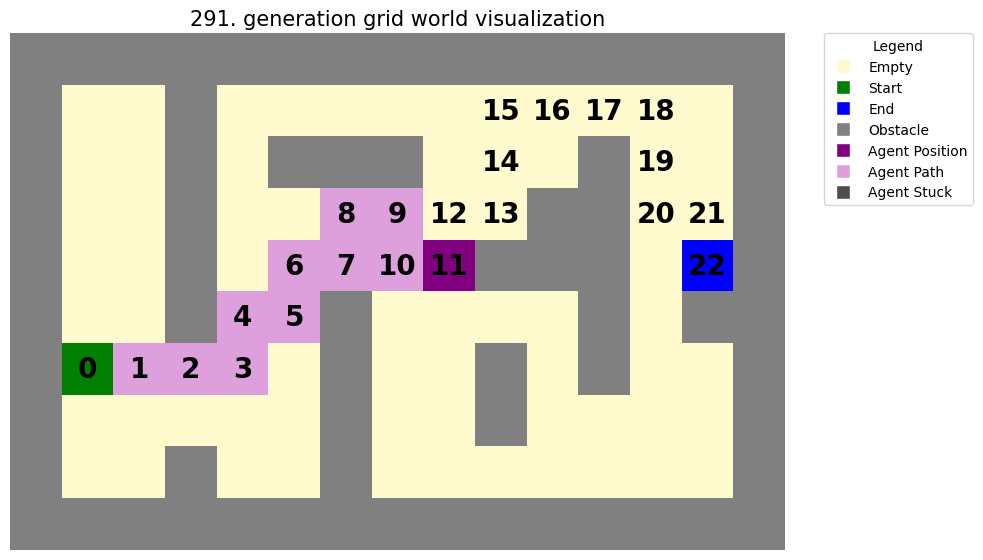 291. generation grid world visualization
15 16 17 18
14 19
8 9 12 13 20 21
6 7 10 11 22
4 5
0 1 2 3
Legend
Empty
Start
End
Obstacle
Agent Position
Agent Path
Agent Stuck